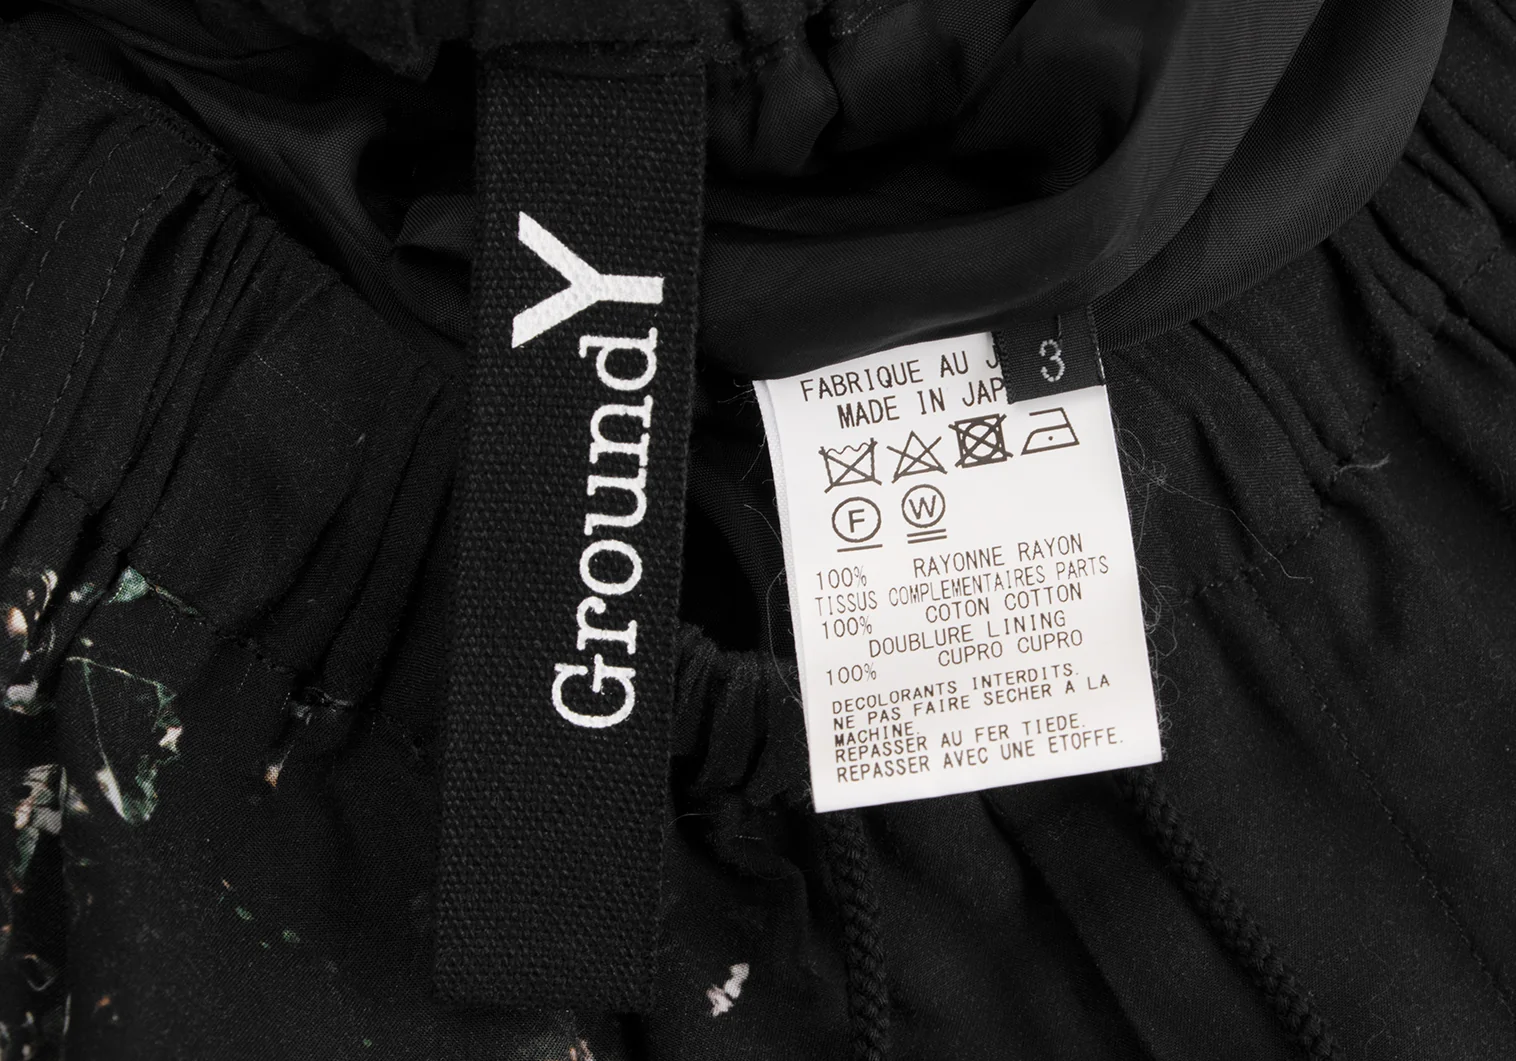 Ground Y
3
FABRIQUE AU J
MADE IN JAP
F W
RAYONNE RAYON
100%
TISSUS COMPLEMENTAIRES PARTS
COTON COTTON
100%
DOUBLURE LINING
CUPRO CUPRO
100%
DECOLORANTS INTERDITS.
NE PAS FAIRE SECHER A LA
MACHINE.
REPASSER AU FER TIEDE.
REPASSER AVEC UNE ETOFFE.